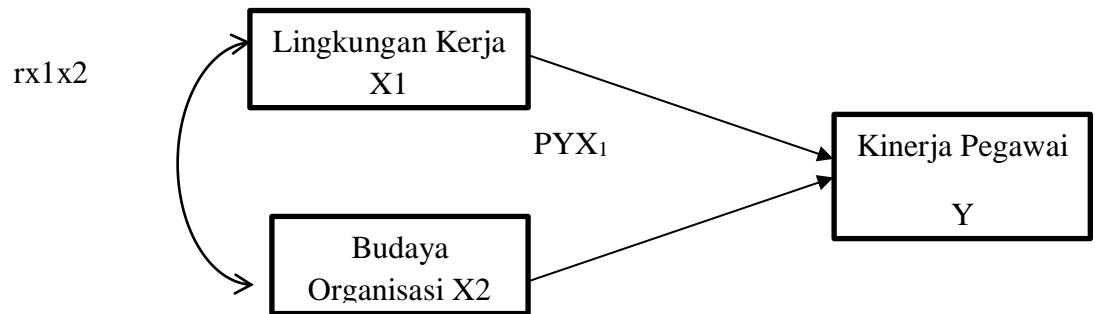 rx1x2
Lingkungan Kerja
X1
PYX₁
Kinerja Pegawai
Y
Budaya
Organisasi X2